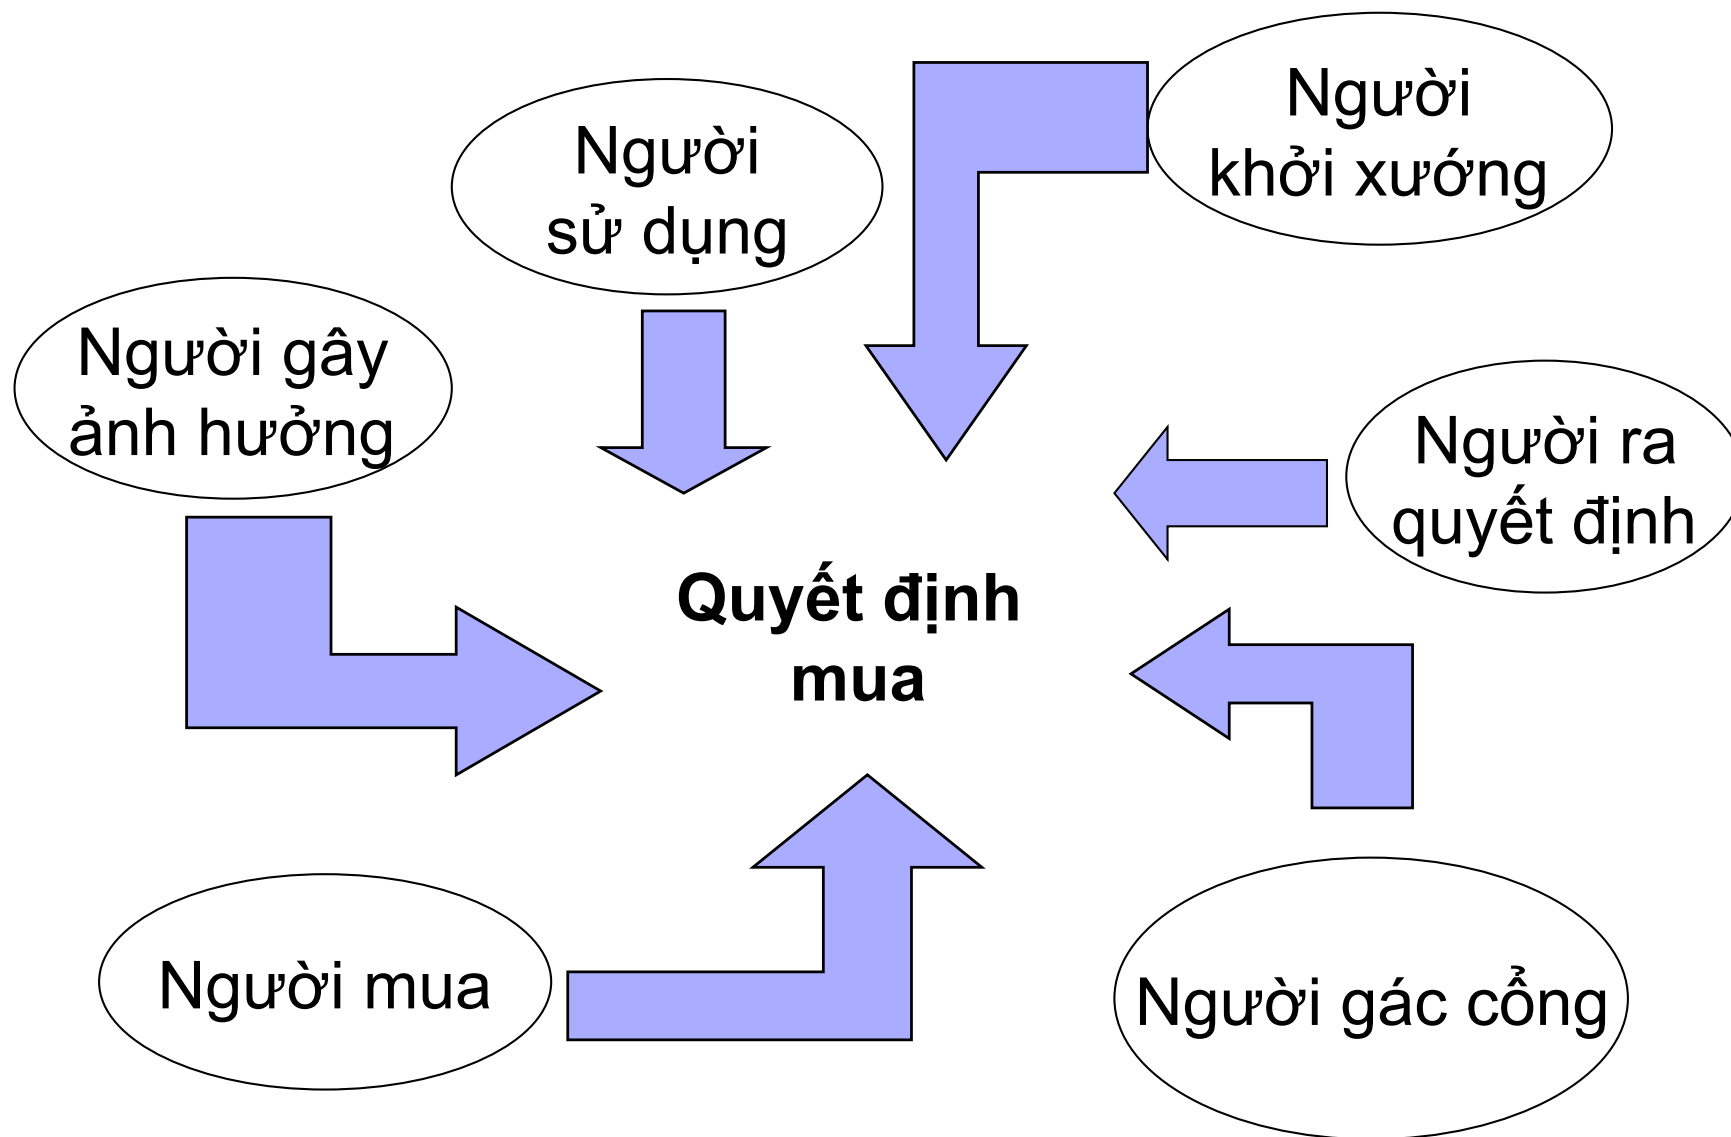 Người
khởi xướng
Người
sử dụng
Người gây
ảnh hưởng
Người ra
quyết định
Quyết định
mua
Người mua
Người gác cổng